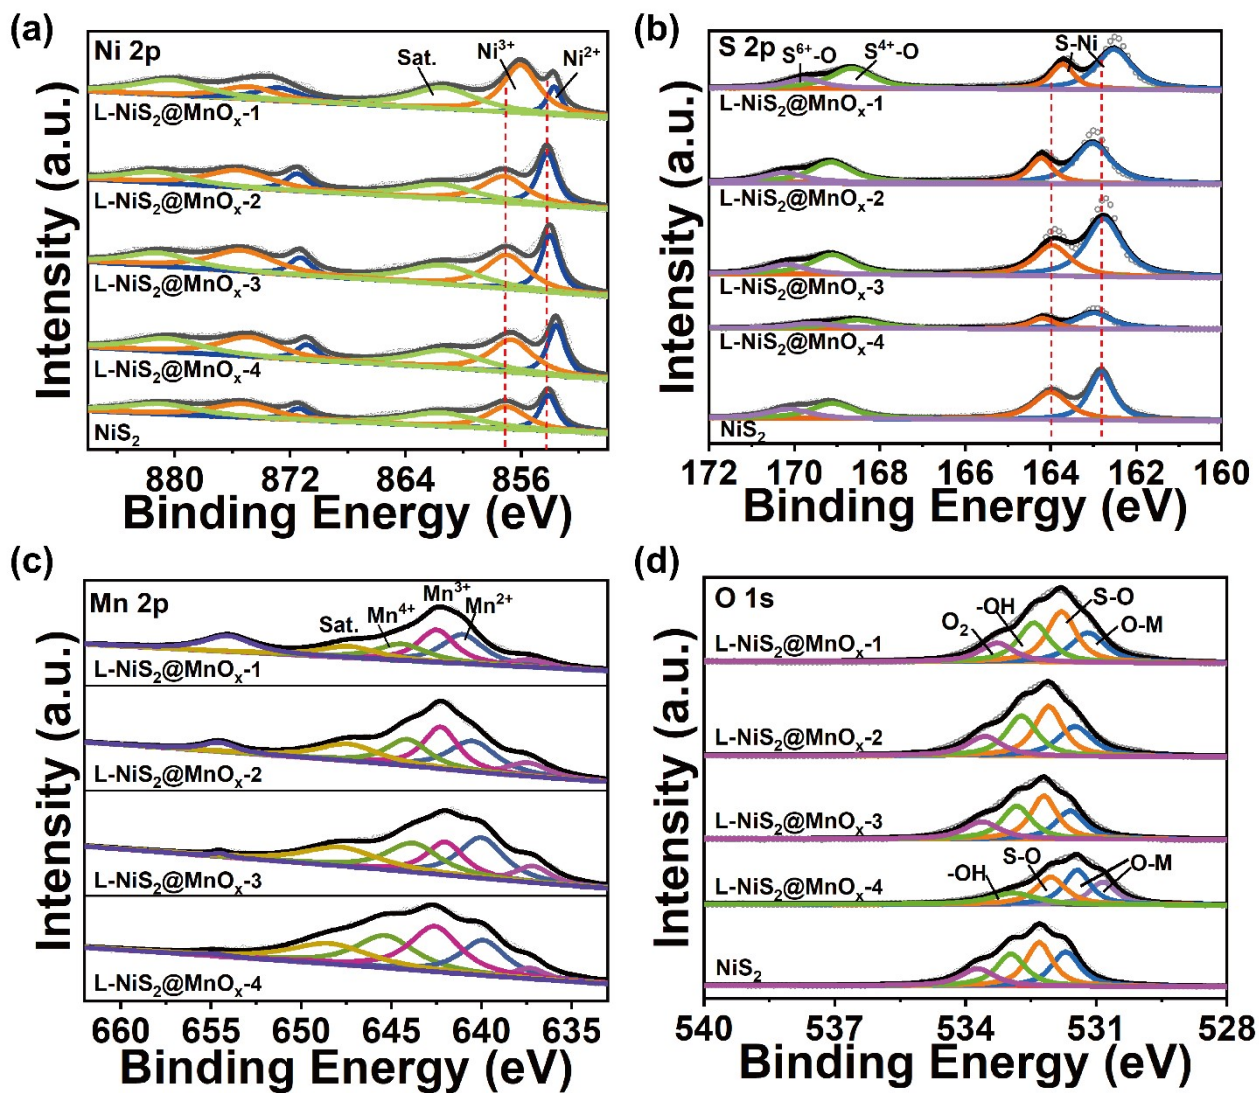 (a)
Ni 2p
Sat.
Ni³⁺
Ni²⁺
L-NiS₂@MnOₓ-1
L-NiS₂@MnOₓ-2
L-NiS₂@MnOₓ-3
L-NiS₂@MnOₓ-4
NiS₂
Intensity (a.u.)
880 872 864 856
Binding Energy (eV)
(b)
S 2p
S⁶⁺-O
S⁴⁺-O
S-Ni
L-NiS₂@MnOₓ-1
L-NiS₂@MnOₓ-2
L-NiS₂@MnOₓ-3
L-NiS₂@MnOₓ-4
NiS₂
Intensity (a.u.)
172 170 168 166 164 162 160
Binding Energy (eV)
(c)
Mn 2p
Sat.
Mn⁴⁺
Mn³⁺
Mn²⁺
L-NiS₂@MnOₓ-1
L-NiS₂@MnOₓ-2
L-NiS₂@MnOₓ-3
L-NiS₂@MnOₓ-4
Intensity (a.u.)
660 655 650 645 640 635
Binding Energy (eV)
(d)
O 1s
O₂
-OH
S-O
O-M
L-NiS₂@MnOₓ-1
L-NiS₂@MnOₓ-2
L-NiS₂@MnOₓ-3
-OH
S-O
O-M
L-NiS₂@MnOₓ-4
NiS₂
Intensity (a.u.)
540 537 534 531 528
Binding Energy (eV)